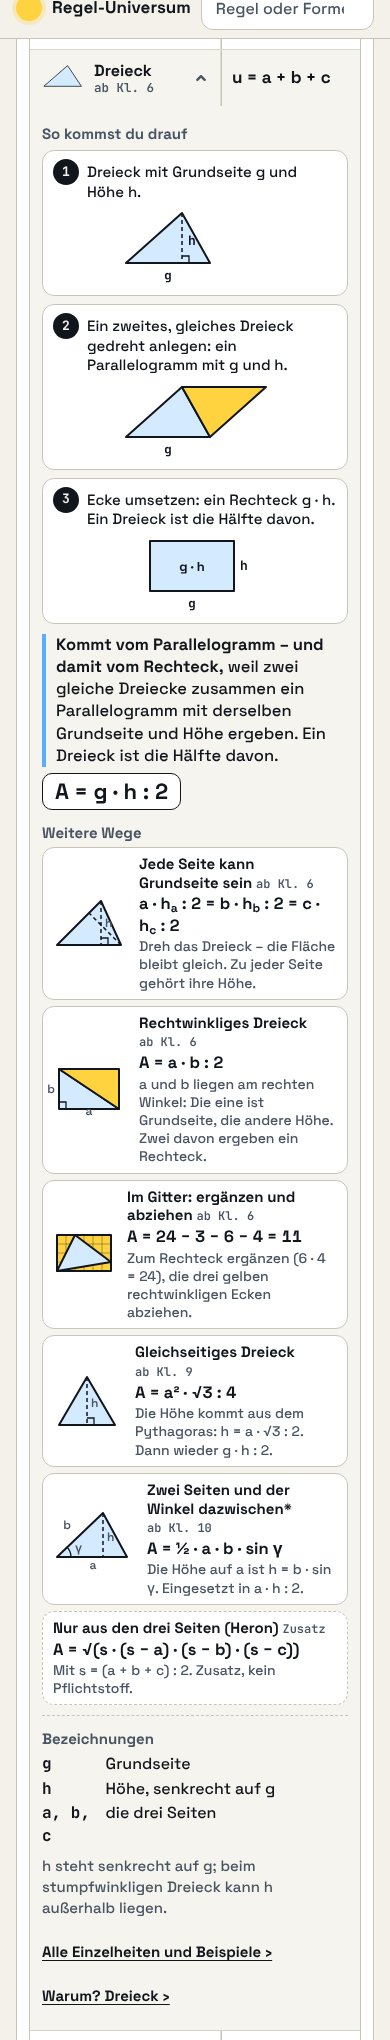 Regel-Universum
Regel oder Forme
Dreieck
ab Kl. 6
u = a + b + c
So kommst du drauf
1
Dreieck mit Grundseite g und
Höhe h.
h
g
2
Ein zweites, gleiches Dreieck
gedreht anlegen: ein
Parallelogramm mit g und h.
g
3
Ecke umsetzen: ein Rechteck g · h.
Ein Dreieck ist die Hälfte davon.
g · h
h
g
Kommt vom Parallelogramm – und
damit vom Rechteck, weil zwei
gleiche Dreiecke zusammen ein
Parallelogramm mit derselben
Grundseite und Höhe ergeben. Ein
Dreieck ist die Hälfte davon.
A = g · h : 2
Weitere Wege
Jede Seite kann
Grundseite sein ab Kl. 6
a · hₐ : 2 = b · h_b : 2 = c ·
h_c : 2
Dreh das Dreieck – die Fläche
bleibt gleich. Zu jeder Seite
gehört ihre Höhe.
h
Rechtwinkliges Dreieck
ab Kl. 6
A = a · b : 2
a und b liegen am rechten
Winkel: Die eine ist
Grundseite, die andere Höhe.
Zwei davon ergeben ein
Rechteck.
b
a
Im Gitter: ergänzen und
abziehen ab Kl. 6
A = 24 − 3 − 6 − 4 = 11
Zum Rechteck ergänzen (6 · 4
= 24), die drei gelben
rechtwinkligen Ecken
abziehen.
Gleichseitiges Dreieck
ab Kl. 9
A = a² · √3 : 4
Die Höhe kommt aus dem
Pythagoras: h = a · √3 : 2.
Dann wieder g · h : 2.
h
Zwei Seiten und der
Winkel dazwischen*
ab Kl. 10
A = ½ · a · b · sin γ
Die Höhe auf a ist h = b · sin
γ. Eingesetzt in a · h : 2.
b
h
γ
a
Nur aus den drei Seiten (Heron) Zusatz
A = √(s · (s − a) · (s − b) · (s − c))
Mit s = (a + b + c) : 2. Zusatz, kein
Pflichtstoff.
Bezeichnungen
g Grundseite
h Höhe, senkrecht auf g
a, b, die drei Seiten
c
h steht senkrecht auf g; beim
stumpfwinkligen Dreieck kann h
außerhalb liegen.
Alle Einzelheiten und Beispiele >
Warum? Dreieck >